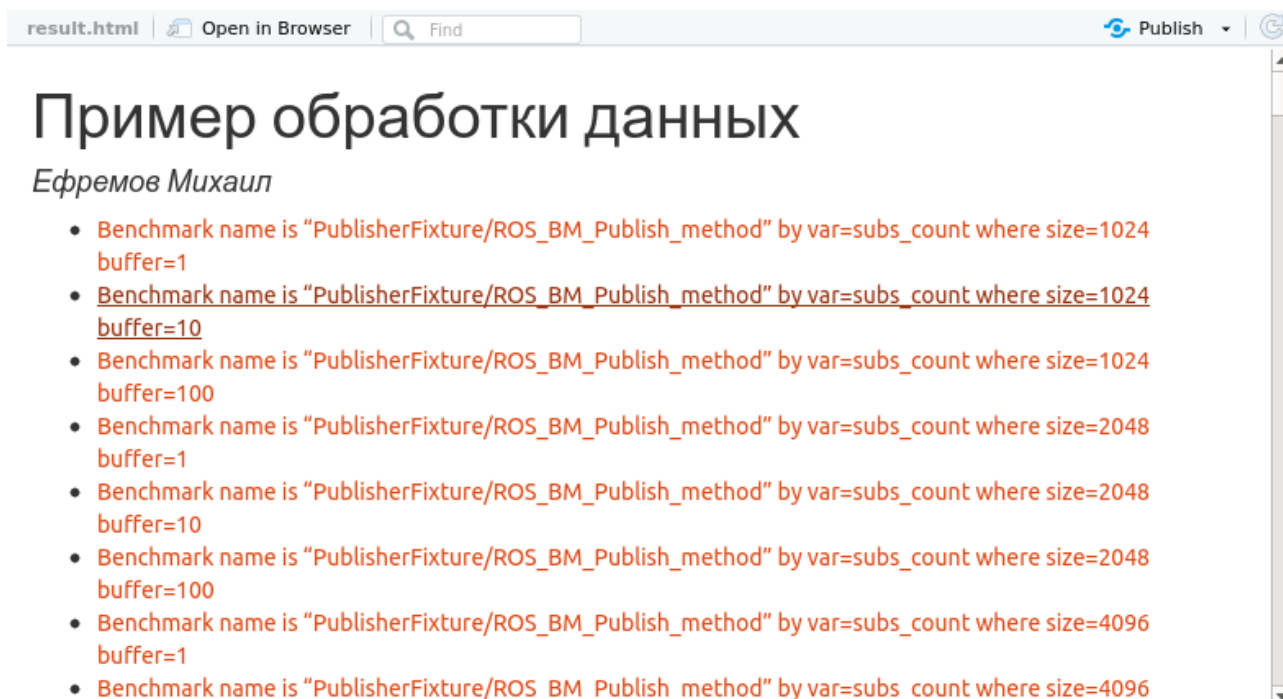 result.html Open in Browser Find Publish
Пример обработки данных
Ефремов Михаил
Benchmark name is “PublisherFixture/ROS_BM_Publish_method” by var=subs_count where size=1024
buffer=1
Benchmark name is “PublisherFixture/ROS_BM_Publish_method” by var=subs_count where size=1024
buffer=10
Benchmark name is “PublisherFixture/ROS_BM_Publish_method” by var=subs_count where size=1024
buffer=100
Benchmark name is “PublisherFixture/ROS_BM_Publish_method” by var=subs_count where size=2048
buffer=1
Benchmark name is “PublisherFixture/ROS_BM_Publish_method” by var=subs_count where size=2048
buffer=10
Benchmark name is “PublisherFixture/ROS_BM_Publish_method” by var=subs_count where size=2048
buffer=100
Benchmark name is “PublisherFixture/ROS_BM_Publish_method” by var=subs_count where size=4096
buffer=1
Benchmark name is “PublisherFixture/ROS_BM_Publish_method” by var=subs_count where size=4096